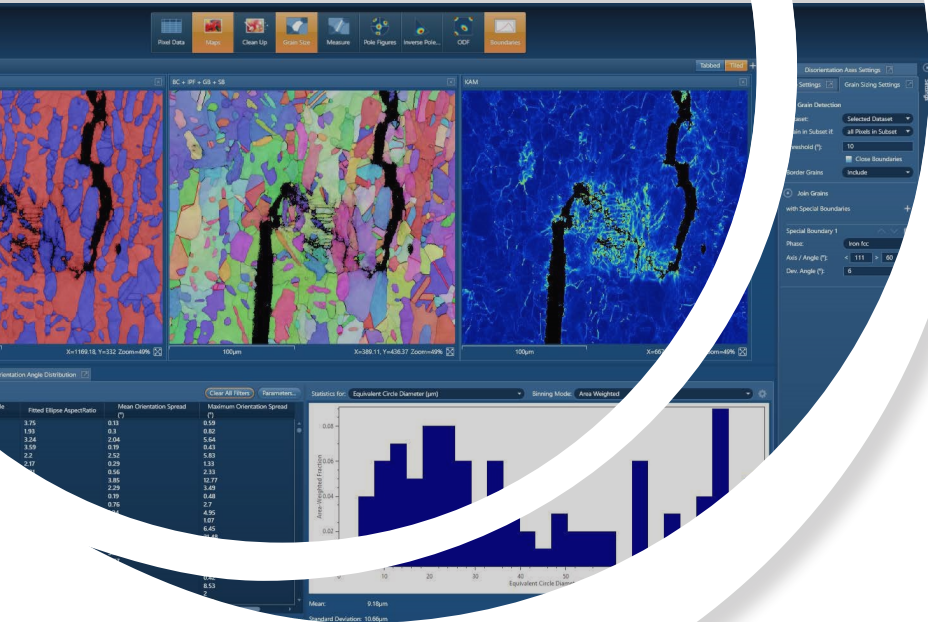 Pixel Data Maps Clean Up Grain Size Measure Pole Figures Inverse Pole... ODF Boundaries
Tabbed Tiled +
BC + IPF + GB + SB
KAM
100µm
X=1169.18, Y=332 Zoom=49%
X=389.11, Y=436.37 Zoom=49%
100µm
Disorientation Axes Settings
Settings
Grain Sizing Settings
Grain Detection
Selected Dataset
in Subset if: all Pixels in Subset
(°): 10
Close Boundaries
Border Grains Include
Join Grains
with Special Boundaries +
Special Boundary 1
Phase: Iron fcc
Axis / Angle (°): < 111 > 60
Dev. Angle (°): 6
Angle Distribution
Clear All Filters Parameters...
Fitted Ellipse AspectRatio
Mean Orientation Spread (°)
Maximum Orientation Spread (°)
3.75 0.13 0.59
1.93 0.3 0.82
3.24 2.04 5.64
3.59 0.19 0.43
2.2 2.52 5.83
2.17 0.29 1.33
0.56 2.33
3.85 12.77
2.29 3.49
0.19 0.48
0.76 2.7
4.95
1.07
6.45
8.53
2
Statistics for: Equivalent Circle Diameter (µm)
Binning Mode: Area Weighted
Area-Weighted Fraction
0.08
0.06
0.04
0.02
0 10 20 30 40 50
Equivalent Circle
Mean: 9.18µm
Standard Deviation: 10.66µm